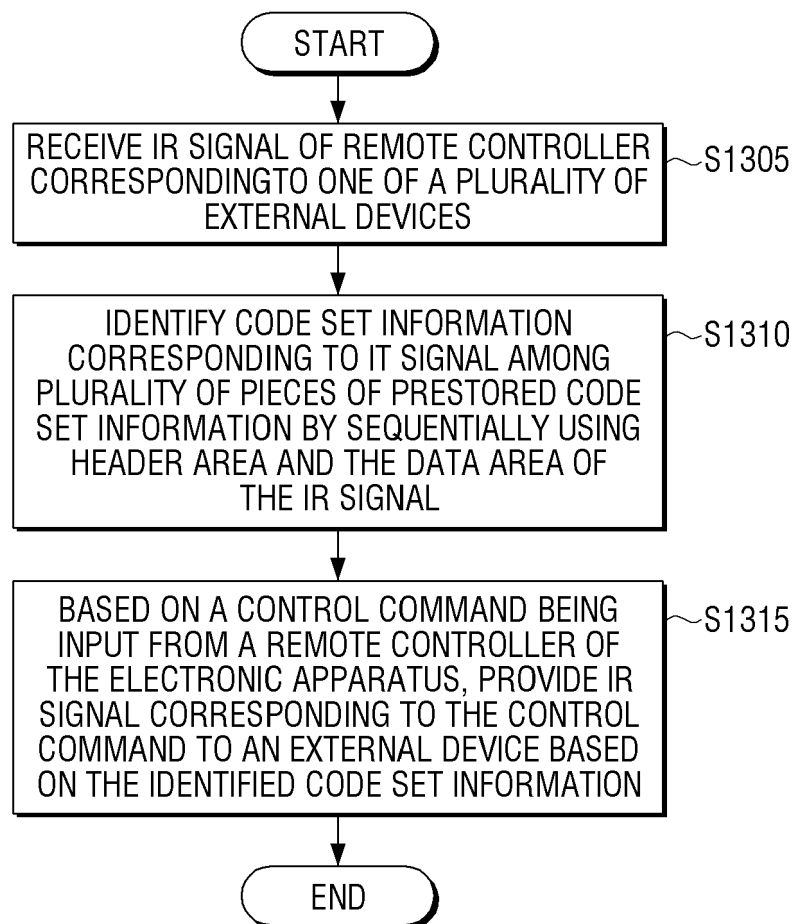 START
RECEIVE IR SIGNAL OF REMOTE CONTROLLER
CORRESPONDINGTO ONE OF A PLURALITY OF
EXTERNAL DEVICES
S1305
IDENTIFY CODE SET INFORMATION
CORRESPONDING TO IT SIGNAL AMONG
PLURALITY OF PIECES OF PRESTORED CODE
SET INFORMATION BY SEQUENTIALLY USING
HEADER AREA AND THE DATA AREA OF
THE IR SIGNAL
S1310
BASED ON A CONTROL COMMAND BEING
INPUT FROM A REMOTE CONTROLLER OF
THE ELECTRONIC APPARATUS, PROVIDE IR
SIGNAL CORRESPONDING TO THE CONTROL
COMMAND TO AN EXTERNAL DEVICE BASED
ON THE IDENTIFIED CODE SET INFORMATION
S1315
END